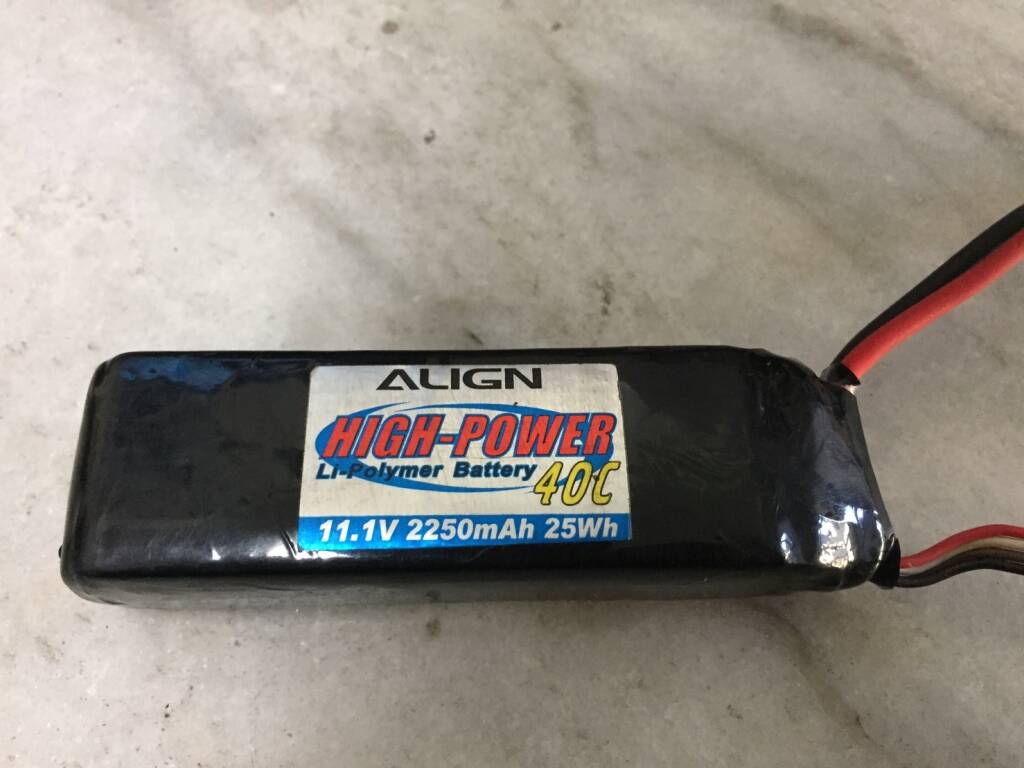 ALIGN
HIGH-POWER
Li-Polymer Battery
40C
11.1V 2250mAh 25Wh